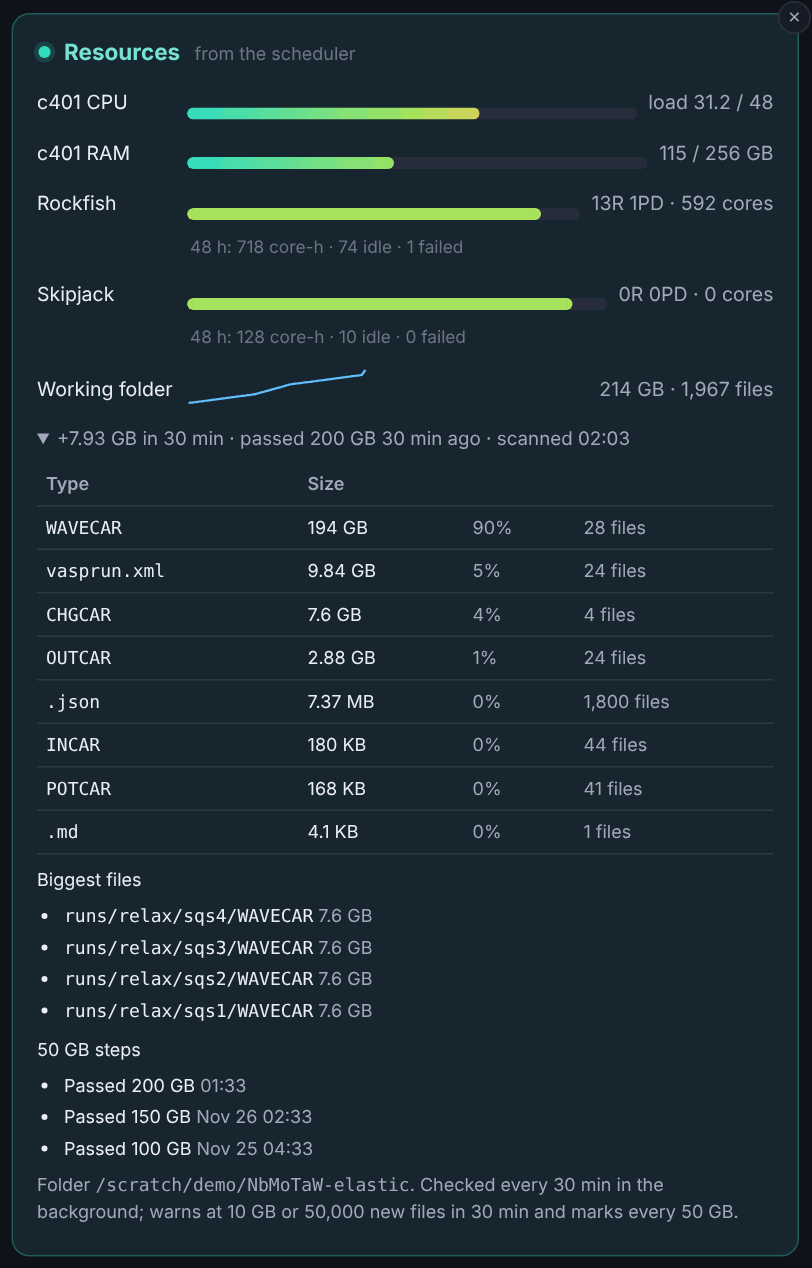 Resources from the scheduler
c401 CPU load 31.2 / 48
c401 RAM 115 / 256 GB
Rockfish 13R 1PD · 592 cores
48 h: 718 core-h · 74 idle · 1 failed
Skipjack 0R 0PD · 0 cores
48 h: 128 core-h · 10 idle · 0 failed
Working folder 214 GB · 1,967 files
▼ +7.93 GB in 30 min · passed 200 GB 30 min ago · scanned 02:03
Type Size
WAVECAR 194 GB 90% 28 files
vasprun.xml 9.84 GB 5% 24 files
CHGCAR 7.6 GB 4% 4 files
OUTCAR 2.88 GB 1% 24 files
.json 7.37 MB 0% 1,800 files
INCAR 180 KB 0% 44 files
POTCAR 168 KB 0% 41 files
.md 4.1 KB 0% 1 files
Biggest files
• runs/relax/sqs4/WAVECAR 7.6 GB
• runs/relax/sqs3/WAVECAR 7.6 GB
• runs/relax/sqs2/WAVECAR 7.6 GB
• runs/relax/sqs1/WAVECAR 7.6 GB
50 GB steps
• Passed 200 GB 01:33
• Passed 150 GB Nov 26 02:33
• Passed 100 GB Nov 25 04:33
Folder /scratch/demo/NbMoTaW-elastic. Checked every 30 min in the
background; warns at 10 GB or 50,000 new files in 30 min and marks every 50 GB.